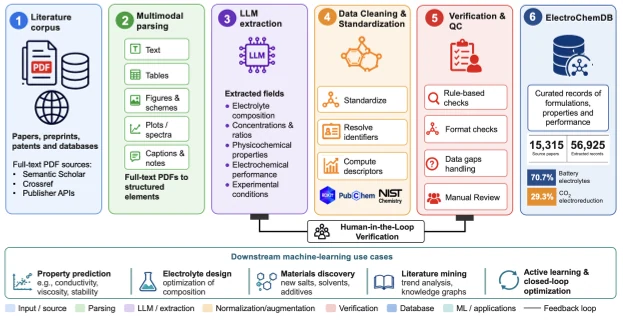 1 Literature
corpus
PDF
Papers, preprints,
patents and databases
Full-text PDF sources:
• Semantic Scholar
• Crossref
• Publisher APIs
2 Multimodal
parsing
T Text
Tables
Figures &
schemes
Plots /
spectra
Captions &
notes
Full-text PDFs to
structured
elements
3 LLM
extraction
LLM
Extracted fields
• Electrolyte
composition
• Concentrations &
ratios
• Physicochemical
properties
• Electrochemical
performance
• Experimental
conditions
4 Data Cleaning &
Standardization
Standardize
Resolve
identifiers
Compute
descriptors
PubChem
NIST
Chemistry
5 Verification &
QC
Rule-based
checks
Format checks
? Data gaps
handling
Manual Review
6 ElectroChemDB
Curated records of
formulations,
properties and
performance
15,315 56,925
Source papers Extracted records
70.7% Battery
electrolytes
29.3% CO₂
electroreduction
Human-in-the-Loop
Verification
Downstream machine-learning use cases
Property prediction
e.g., conductivity,
viscosity, stability
Electrolyte design
optimization of
composition
Materials discovery
new salts, solvents,
additives
Literature mining
trend analysis,
knowledge graphs
Active learning &
closed-loop
optimization
Input / source Parsing LLM / extraction Normalization/augmentation Verification Database ML / applications Feedback loop